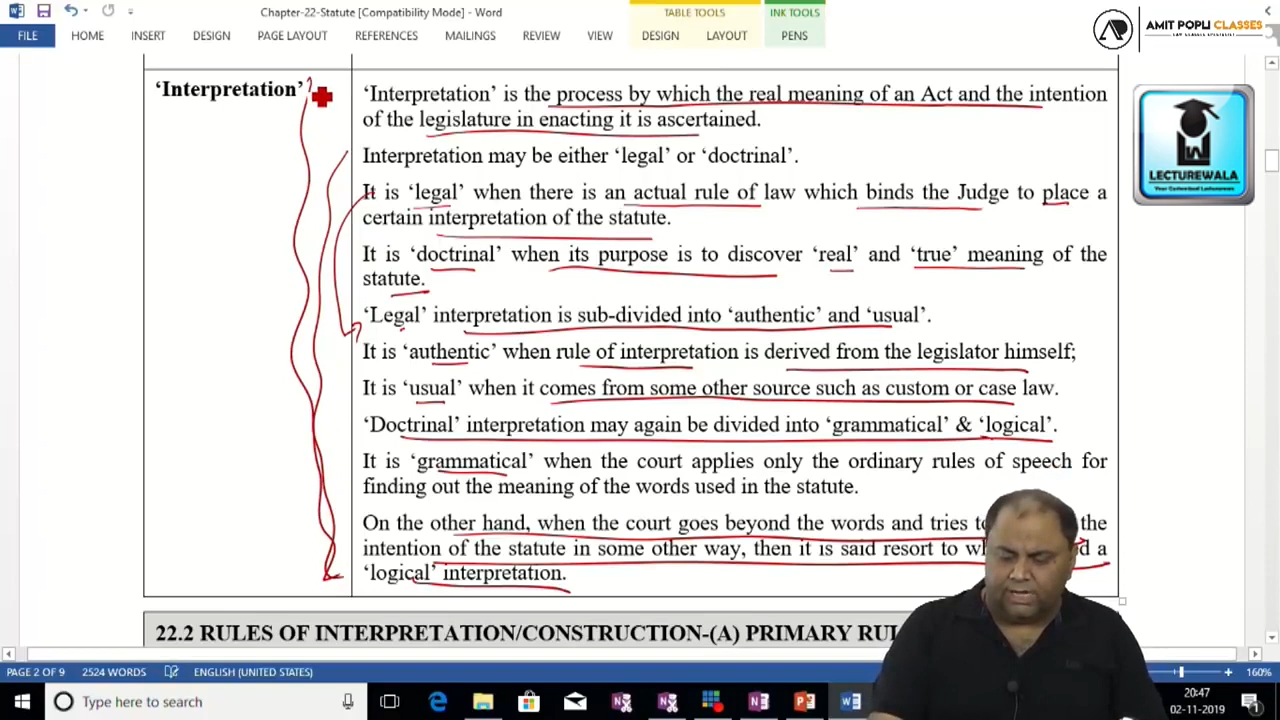 Chapter-22-Statute [Compatibility Mode] - Word
TABLE TOOLS
INK TOOLS
FILE HOME INSERT DESIGN PAGE LAYOUT REFERENCES MAILINGS REVIEW VIEW DESIGN LAYOUT PENS
AMIT POPLI CLASSES
‘Interpretation’
‘Interpretation’ is the process by which the real meaning of an Act and the intention
of the legislature in enacting it is ascertained.
Interpretation may be either ‘legal’ or ‘doctrinal’.
It is ‘legal’ when there is an actual rule of law which binds the Judge to place a
certain interpretation of the statute.
It is ‘doctrinal’ when its purpose is to discover ‘real’ and ‘true’ meaning of the
statute.
‘Legal’ interpretation is sub-divided into ‘authentic’ and ‘usual’.
It is ‘authentic’ when rule of interpretation is derived from the legislator himself;
It is ‘usual’ when it comes from some other source such as custom or case law.
‘Doctrinal’ interpretation may again be divided into ‘grammatical’ & ‘logical’.
It is ‘grammatical’ when the court applies only the ordinary rules of speech for
finding out the meaning of the words used in the statute.
On the other hand, when the court goes beyond the words and tries the
intention of the statute in some other way, then it is said resort to a
‘logical’ interpretation.
22.2 RULES OF INTERPRETATION/CONSTRUCTION-(A) PRIMARY
LECTUREWALA
PAGE 2 OF 9 2524 WORDS ENGLISH (UNITED STATES) 160%
Type here to search
20:47
02-11-2019